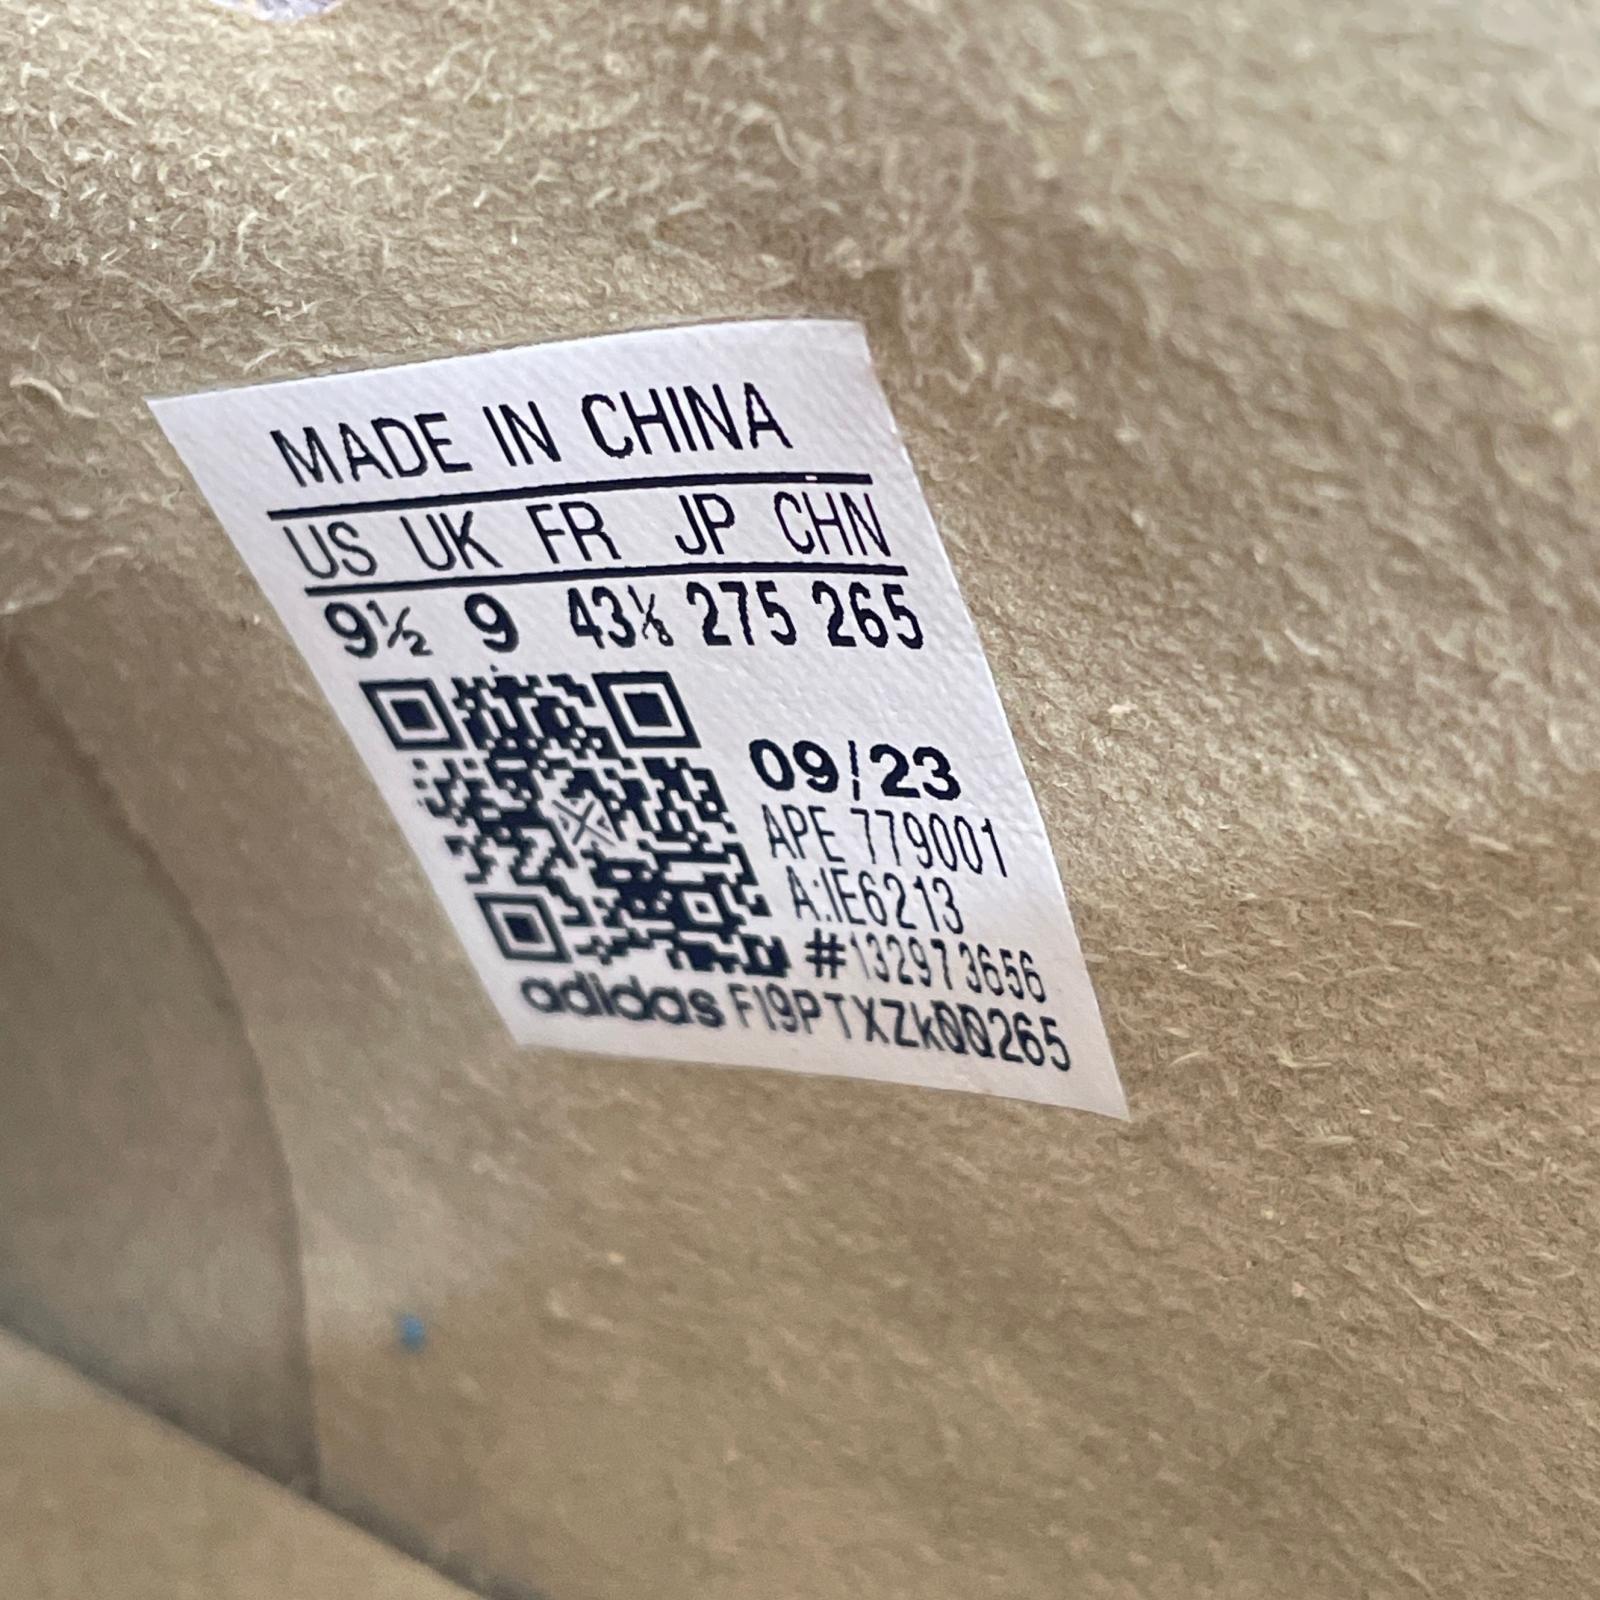 MADE IN CHINA
US UK FR JP CHN
9½ 9 43⅓ 275 265
09/23
APE 779001
A:IE6213
#132973656
adidas FI9PTXZk00265